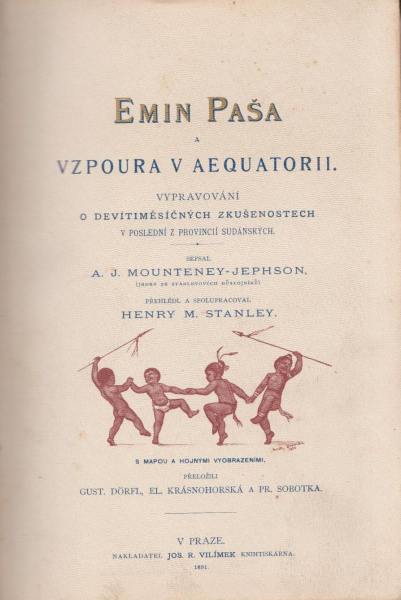 EMIN PAŠA
A
VZPOURA V AEQUATORII.
VYPRAVOVÁNÍ
O DEVÍTIMĚSÍČNÝCH ZKUŠENOSTECH
V POSLEDNÍ Z PROVINCIÍ SUDÁNSKÝCH.
SEPSAL
A. J. MOUNTENEY-JEPHSON,
(JEDEN ZE STANLEYOVÝCH DŮSTOJNÍKŮ)
PŘEHLÉDL A SPOLUPRACOVAL
HENRY M. STANLEY.
S MAPOU A HOJNÝMI VYOBRAZENÍMI.
PŘELOŽILI
GUST. DÖRFL, EL. KRÁSNOHORSKÁ A PR. SOBOTKA.
V PRAZE.
NAKLADATEL JOS. R. VILÍMEK KNIHTISKÁRNA.
1891.